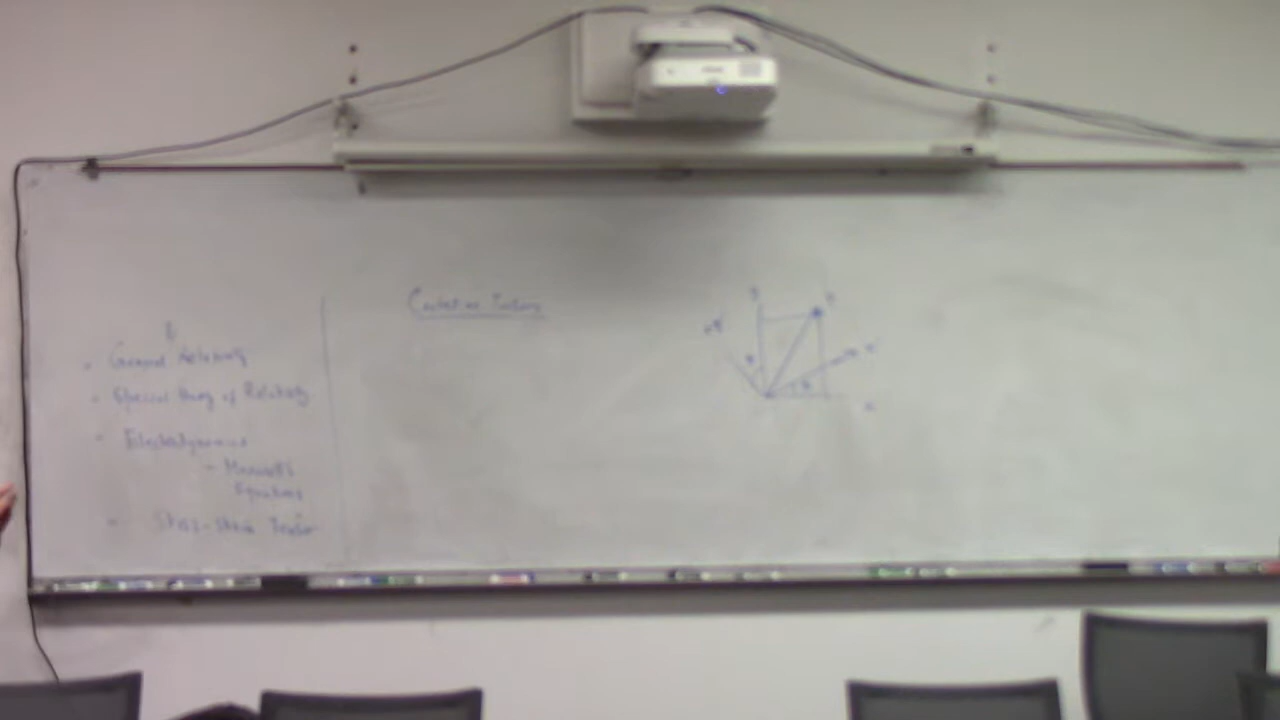 Cartesian Tensors
- General Relativity
- Special theory of Relativity
- Electrodynamics
- Maxwell's
Equations
- Stress-Strain Tensor